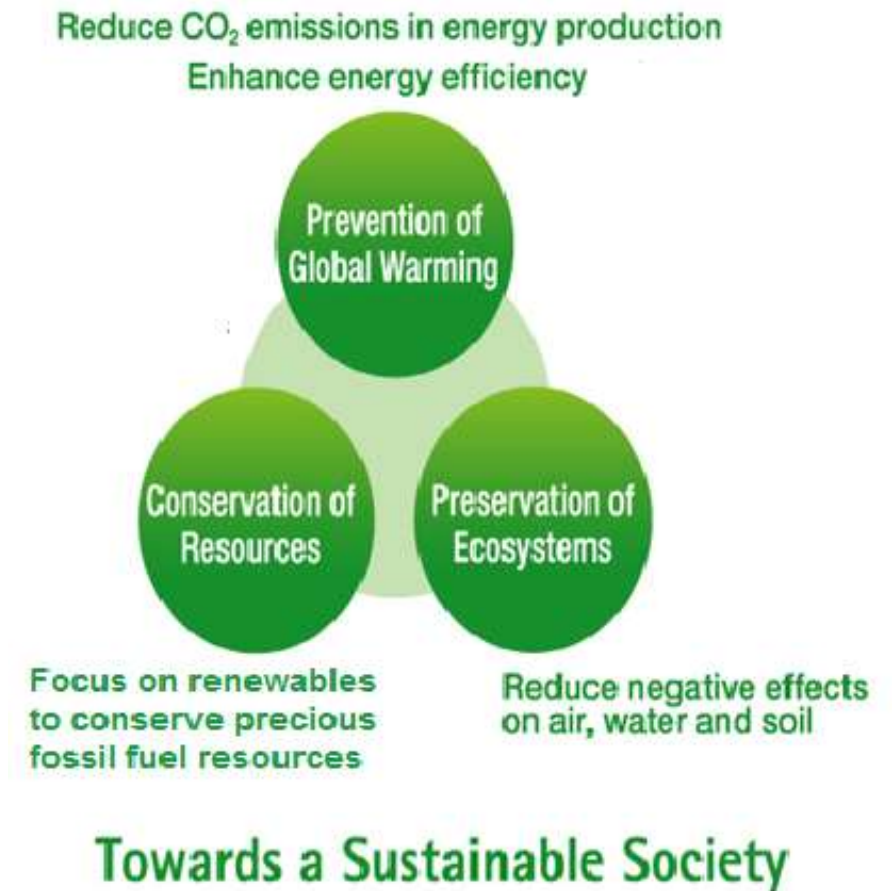 Reduce CO₂ emissions in energy production
Enhance energy efficiency
Prevention of
Global Warming
Conservation of
Resources
Preservation of
Ecosystems
Focus on renewables
to conserve precious
fossil fuel resources
Reduce negative effects
on air, water and soil
Towards a Sustainable Society